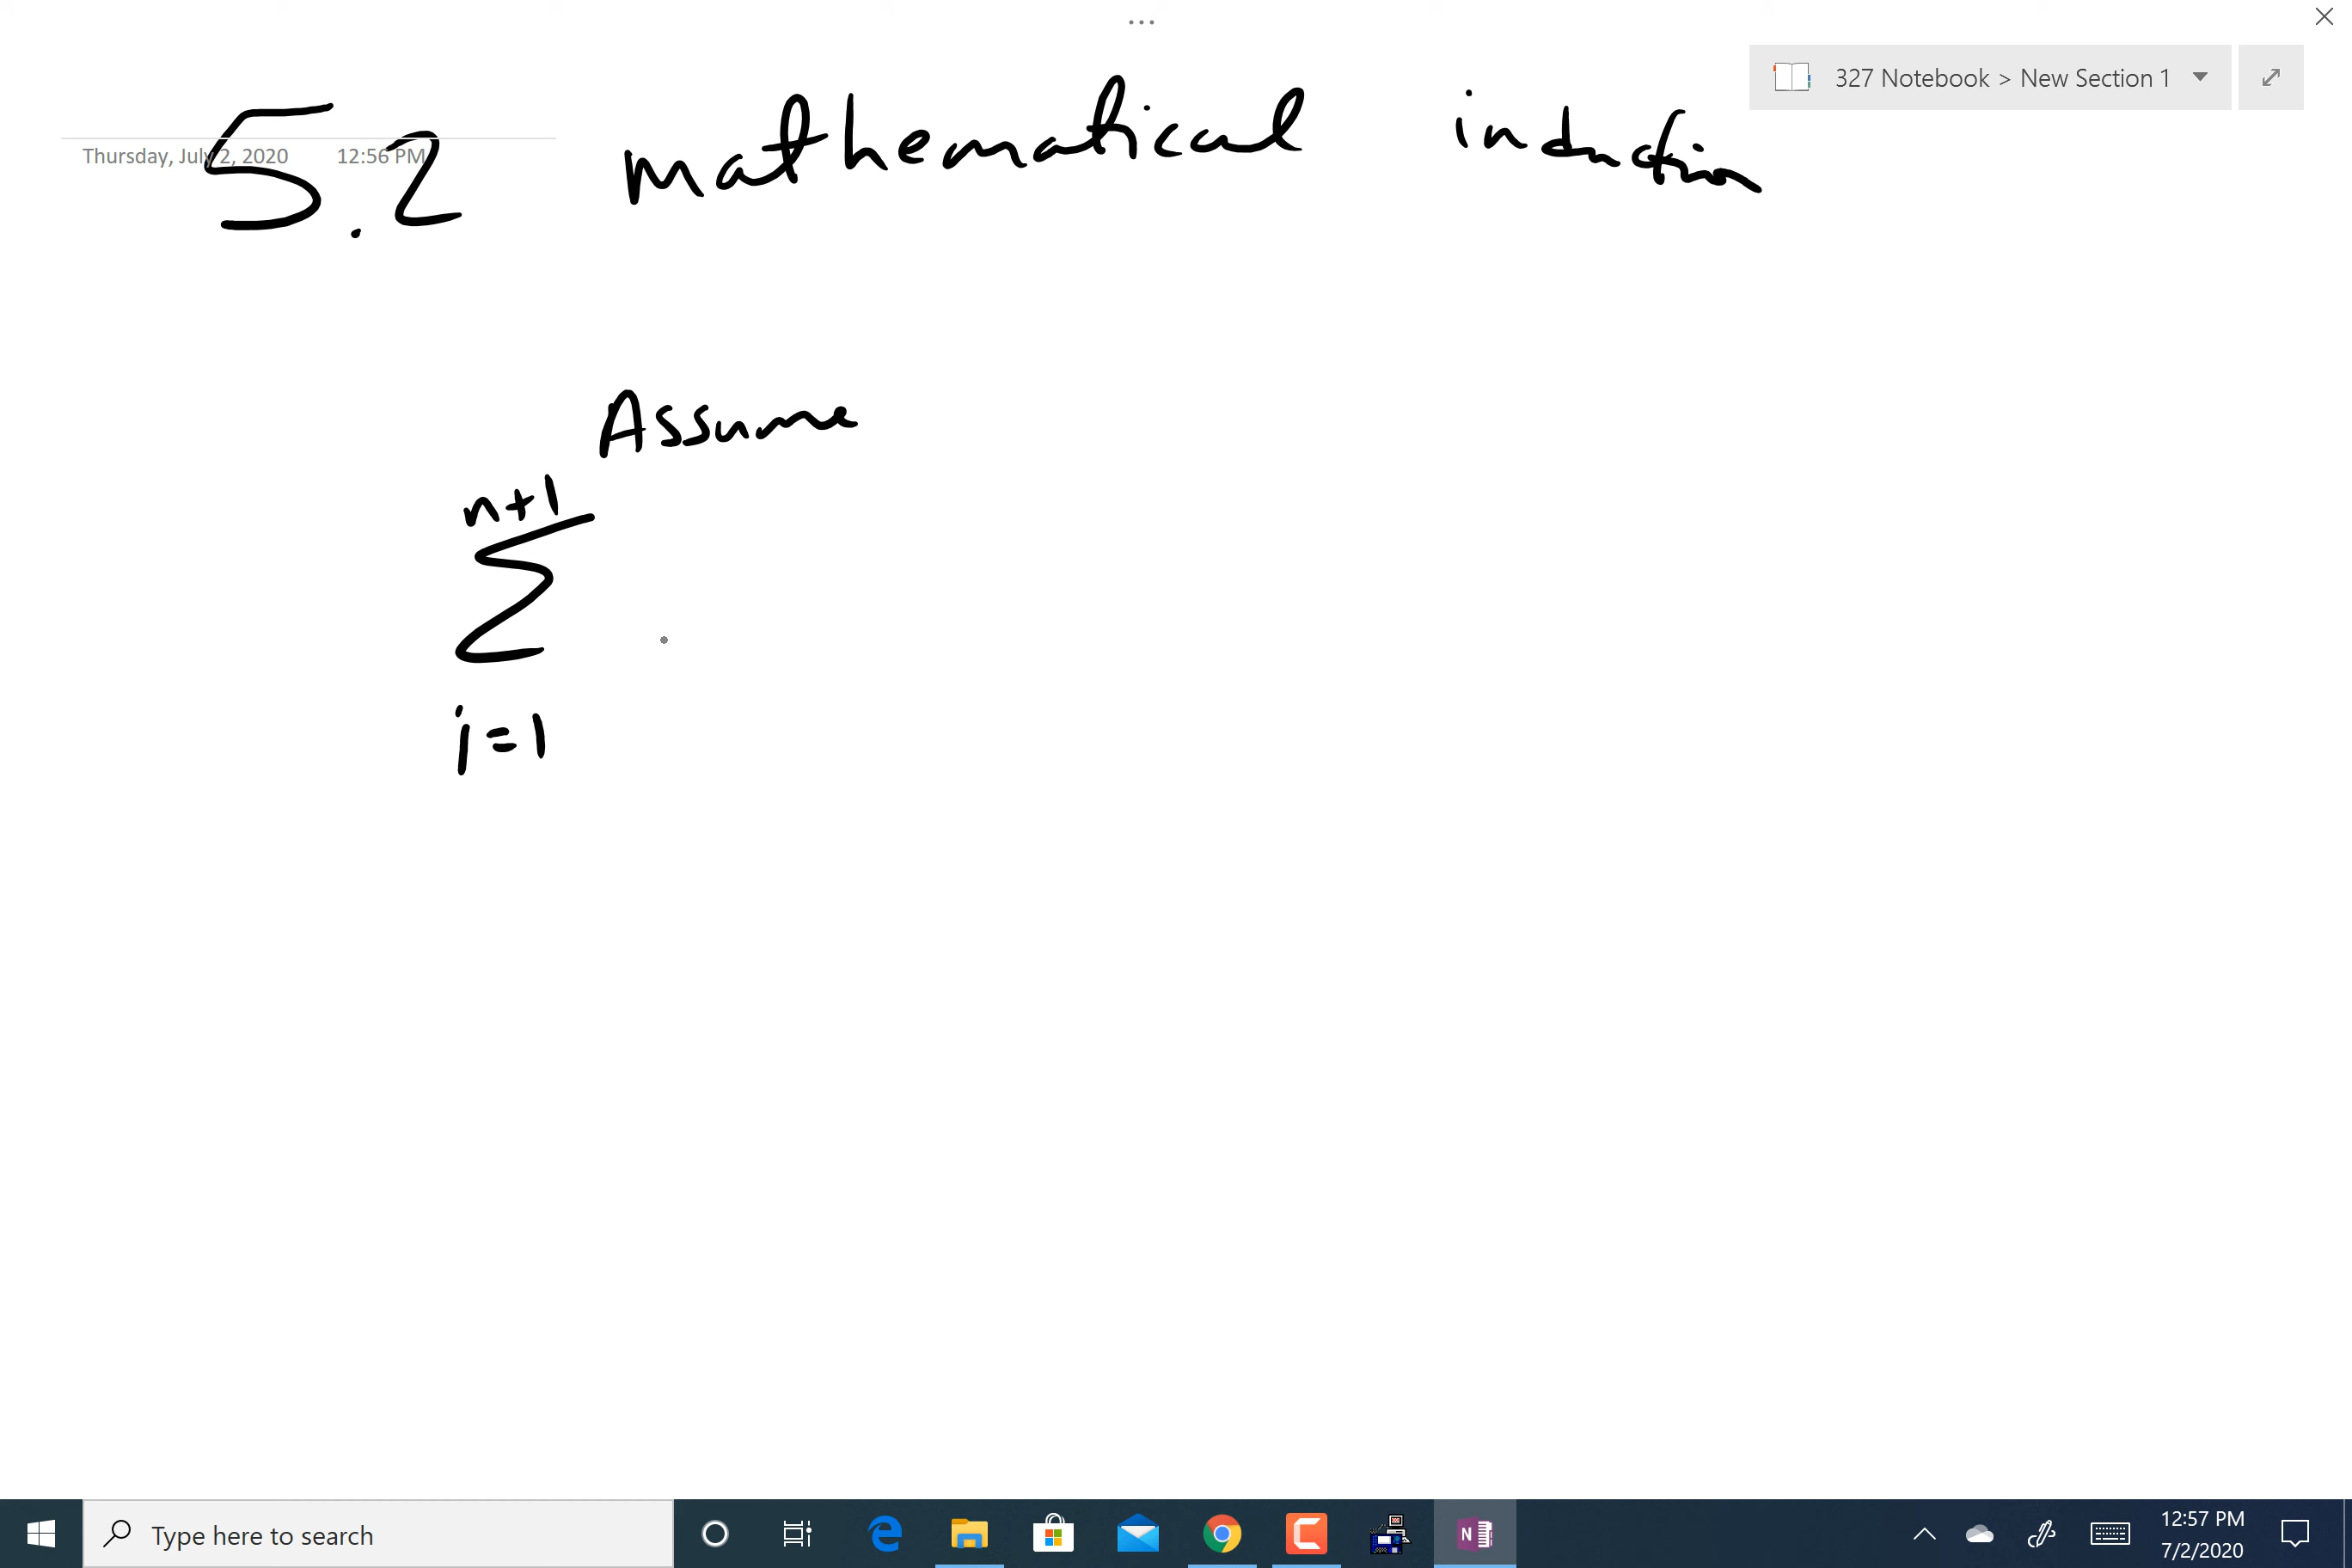 327 Notebook > New Section 1
5.2 mathematical induction
Thursday, July 2, 2020 12:56 PM
Assume
n+1
Σ
i=1
Type here to search
N
12:57 PM
7/2/2020